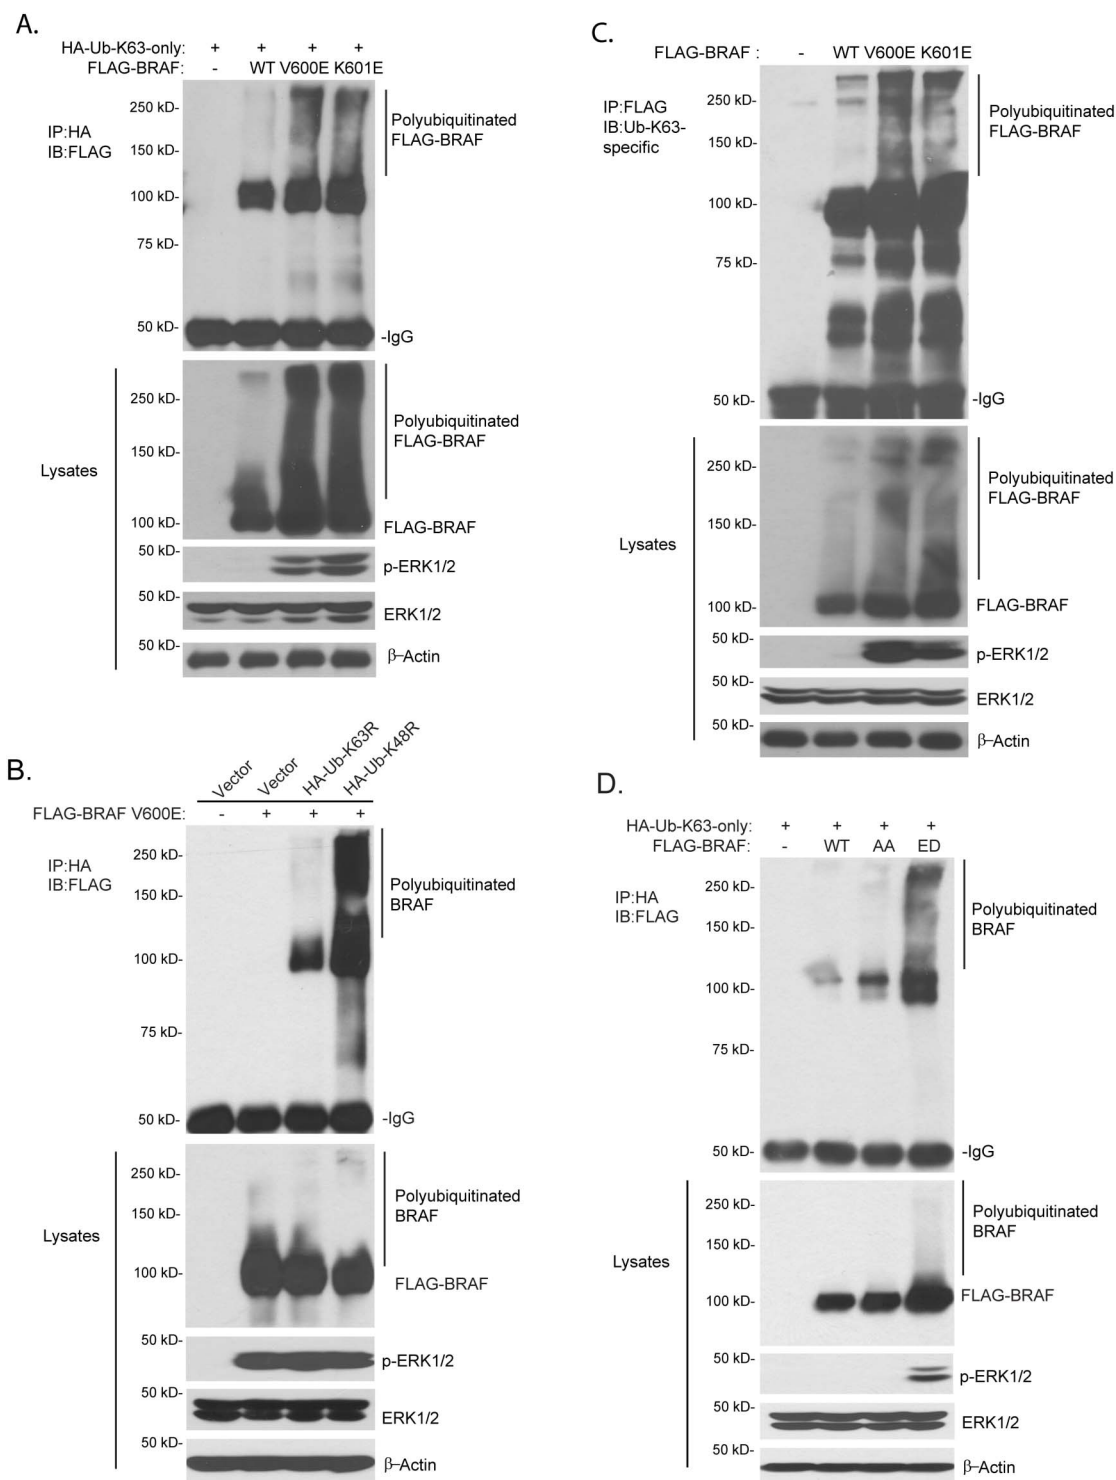 A.
HA-Ub-K63-only: + + + +
FLAG-BRAF: - WT V600E K601E
IP:HA
IB:FLAG
250 kD-
150 kD-
100 kD-
75 kD-
50 kD-
Polyubiquitinated
FLAG-BRAF
-IgG
Lysates
250 kD-
150 kD-
100 kD-
Polyubiquitinated
FLAG-BRAF
FLAG-BRAF
50 kD-
p-ERK1/2
50 kD-
ERK1/2
50 kD-
β-Actin
B.
Vector
Vector
HA-Ub-K63R
HA-Ub-K48R
FLAG-BRAF V600E: - + + +
IP:HA
IB:FLAG
250 kD-
150 kD-
100 kD-
75 kD-
50 kD-
Polyubiquitinated
BRAF
-IgG
Lysates
250 kD-
150 kD-
100 kD-
Polyubiquitinated
BRAF
FLAG-BRAF
50 kD-
p-ERK1/2
50 kD-
ERK1/2
50 kD-
β-Actin
C.
FLAG-BRAF : - WT V600E K601E
IP:FLAG
IB:Ub-K63-
specific
250 kD-
150 kD-
100 kD-
75 kD-
50 kD-
Polyubiquitinated
FLAG-BRAF
-IgG
Lysates
250 kD-
150 kD-
100 kD-
Polyubiquitinated
FLAG-BRAF
FLAG-BRAF
50 kD-
p-ERK1/2
50 kD-
ERK1/2
50 kD-
β-Actin
D.
HA-Ub-K63-only: + + + +
FLAG-BRAF: - WT AA ED
IP:HA
IB:FLAG
250 kD-
150 kD-
100 kD-
75 kD-
50 kD-
Polyubiquitinated
BRAF
-IgG
Lysates
250 kD-
150 kD-
100 kD-
Polyubiquitinated
BRAF
FLAG-BRAF
50 kD-
p-ERK1/2
50 kD-
ERK1/2
50 kD-
β-Actin